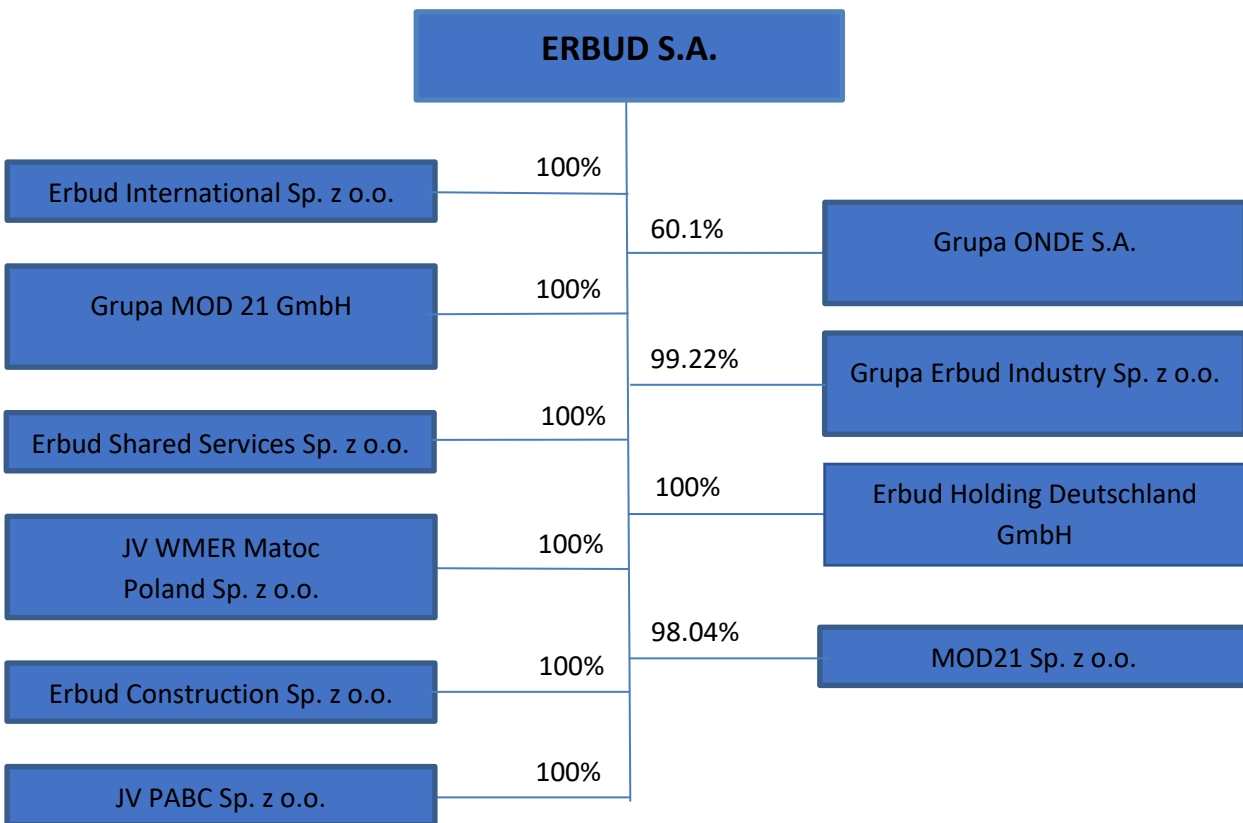 ERBUD S.A.
100%
Erbud International Sp. z o.o.
60.1%
Grupa ONDE S.A.
100%
Grupa MOD 21 GmbH
99.22%
Grupa Erbud Industry Sp. z o.o.
100%
Erbud Shared Services Sp. z o.o.
100%
Erbud Holding Deutschland
GmbH
100%
JV WMER Matoc
Poland Sp. z o.o.
98.04%
MOD21 Sp. z o.o.
100%
Erbud Construction Sp. z o.o.
100%
JV PABC Sp. z o.o.